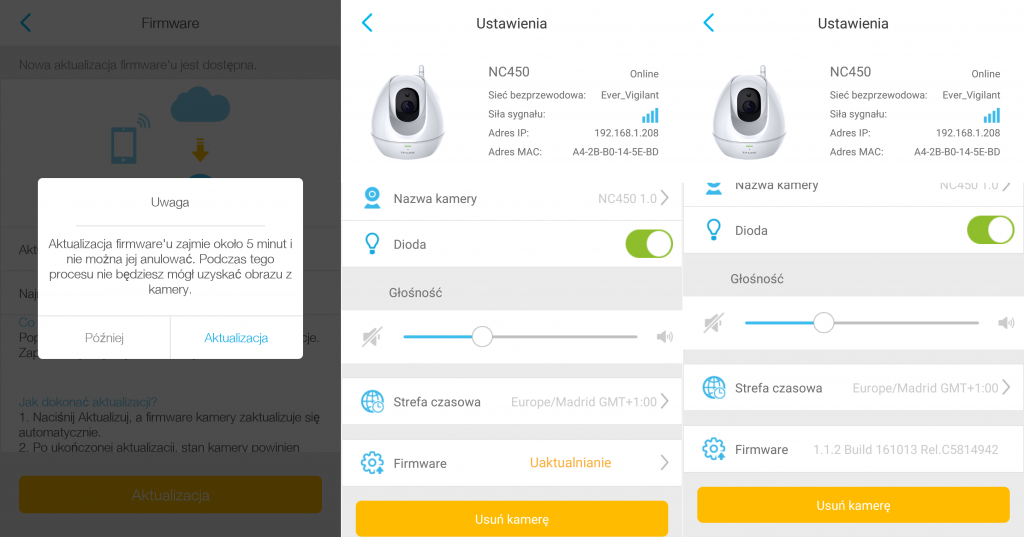 Firmware
Nowa aktualizacja firmware'u jest dostępna.
Uwaga
Aktualizacja firmware'u zajmie około 5 minut i
nie można jej anulować. Podczas tego
procesu nie będziesz mógł uzyskać obrazu z
kamery.
Później
Aktualizacja
Jak dokonać aktualizacji?
1. Naciśnij Aktualizuj, a firmware kamery zaktualizuje się
automatycznie.
2. Po ukończonej aktualizacji, stan kamery powinien
Aktualizacja
Ustawienia
NC450 Online
Sieć bezprzewodowa: Ever_Vigilant
Siła sygnału:
Adres IP: 192.168.1.208
Adres MAC: A4-2B-B0-14-5E-BD
Nazwa kamery NC450 1.0
Dioda
Głośność
Strefa czasowa Europe/Madrid GMT+1:00
Firmware Uaktualnianie
Usuń kamerę
Ustawienia
NC450 Online
Sieć bezprzewodowa: Ever_Vigilant
Siła sygnału:
Adres IP: 192.168.1.208
Adres MAC: A4-2B-B0-14-5E-BD
Nazwa kamery NC450 1.0
Dioda
Głośność
Strefa czasowa Europe/Madrid GMT+1:00
Firmware 1.1.2 Build 161013 Rel.C5814942
Usuń kamerę